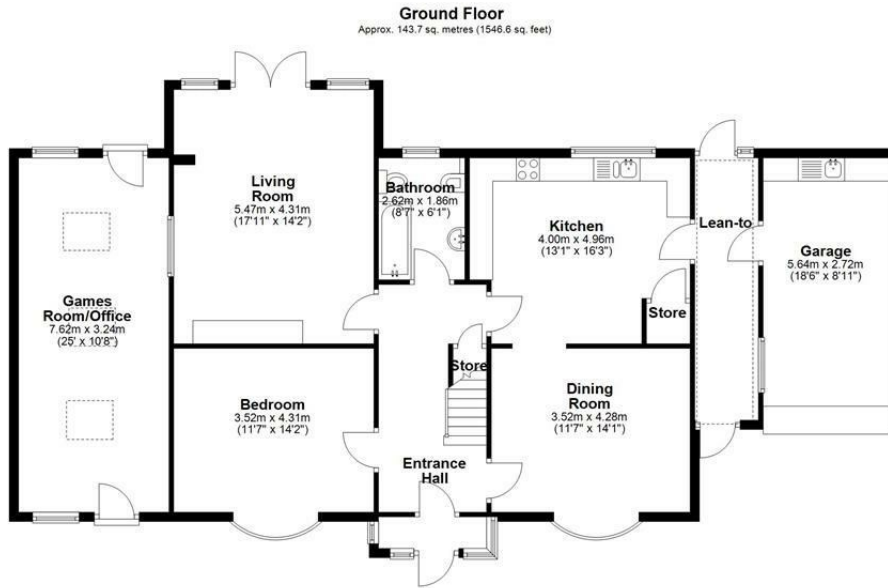 Ground Floor
Approx. 143.7 sq. metres (1546.6 sq. feet)
Living
Room
5.47m x 4.31m
(17'11" x 14'2")
Bathroom
2.62m x 1.86m
(8'7" x 6'1")
Kitchen
4.00m x 4.96m
(13'1" x 16'3")
Lean-to
Garage
5.64m x 2.72m
(18'6" x 8'11")
Games
Room/Office
7.62m x 3.24m
(25' x 10'8")
Store
Store
Bedroom
3.52m x 4.31m
(11'7" x 14'2")
Dining
Room
3.52m x 4.28m
(11'7" x 14'1")
Entrance
Hall